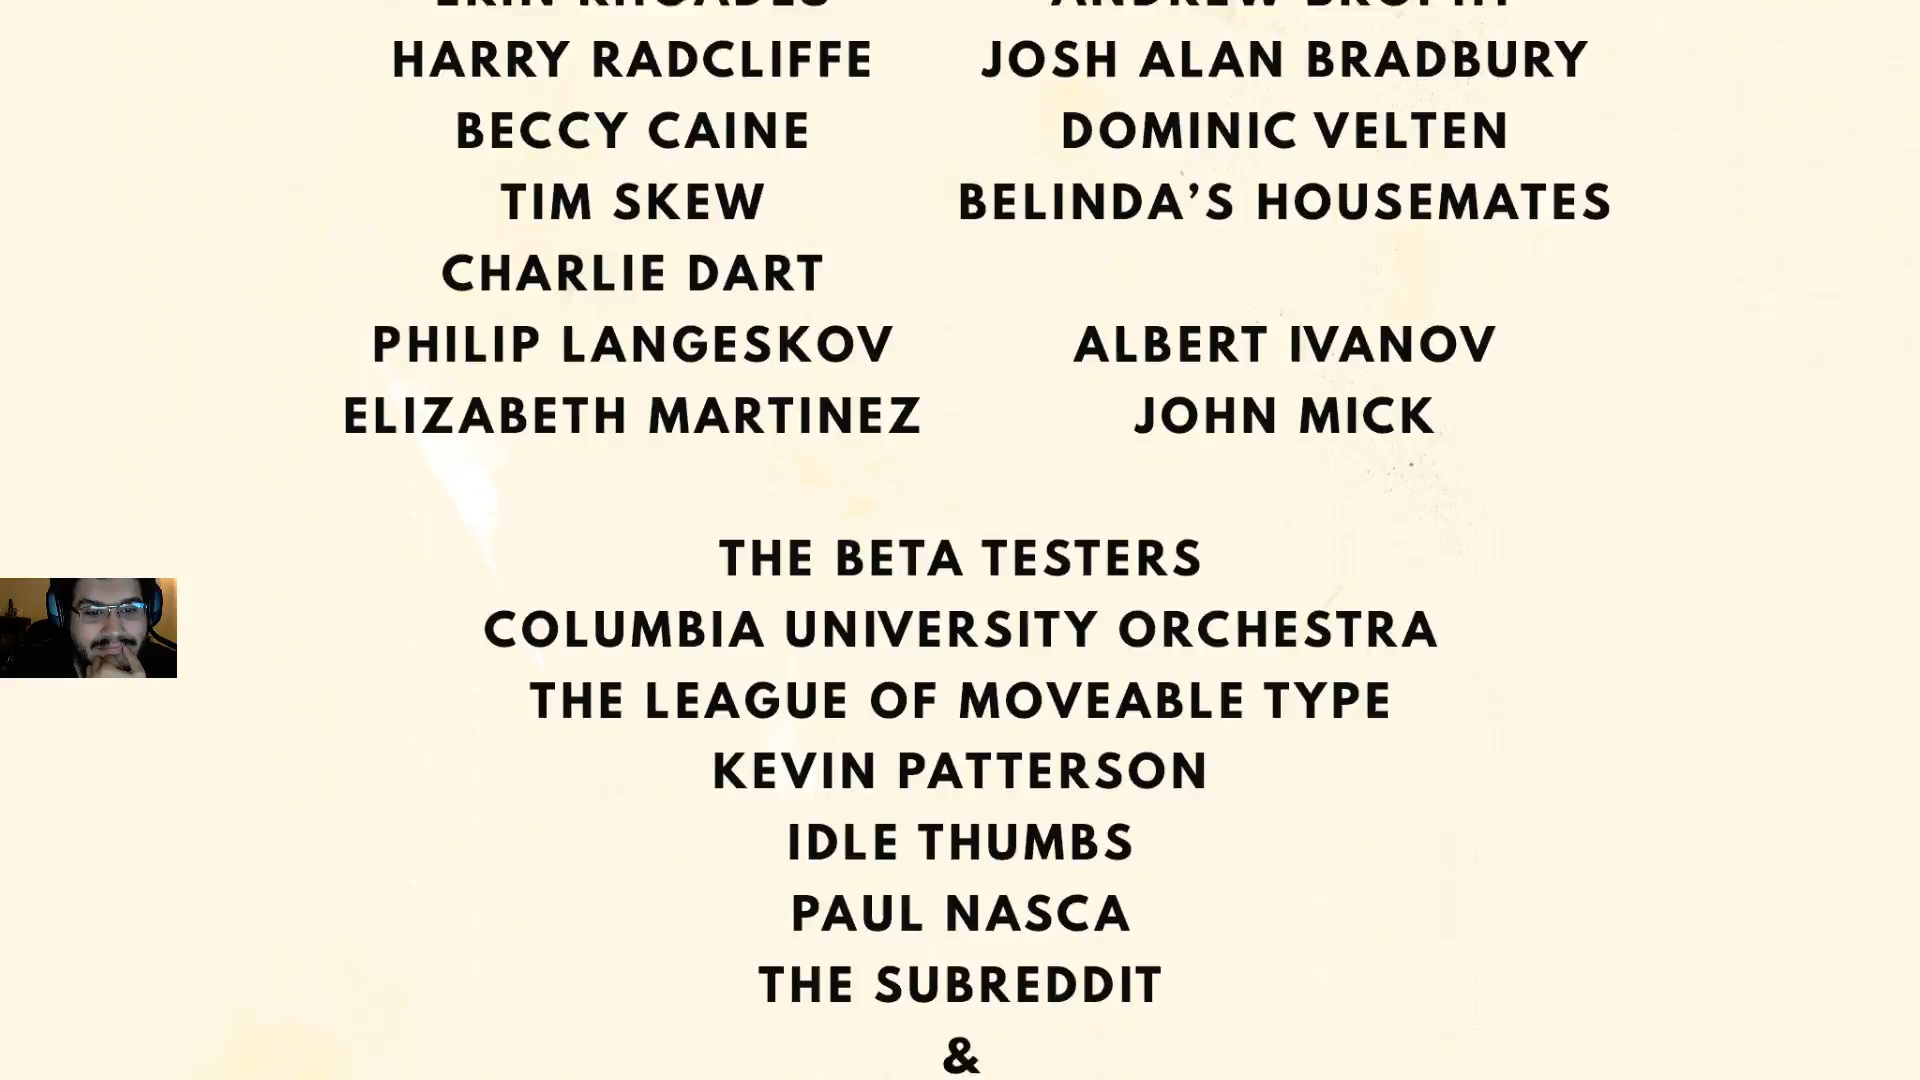 HARRY RADCLIFFE JOSH ALAN BRADBURY
BECCY CAINE DOMINIC VELTEN
TIM SKEW BELINDA’S HOUSEMATES
CHARLIE DART
PHILIP LANGESKOV ALBERT IVANOV
ELIZABETH MARTINEZ JOHN MICK
THE BETA TESTERS
COLUMBIA UNIVERSITY ORCHESTRA
THE LEAGUE OF MOVEABLE TYPE
KEVIN PATTERSON
IDLE THUMBS
PAUL NASCA
THE SUBREDDIT
&